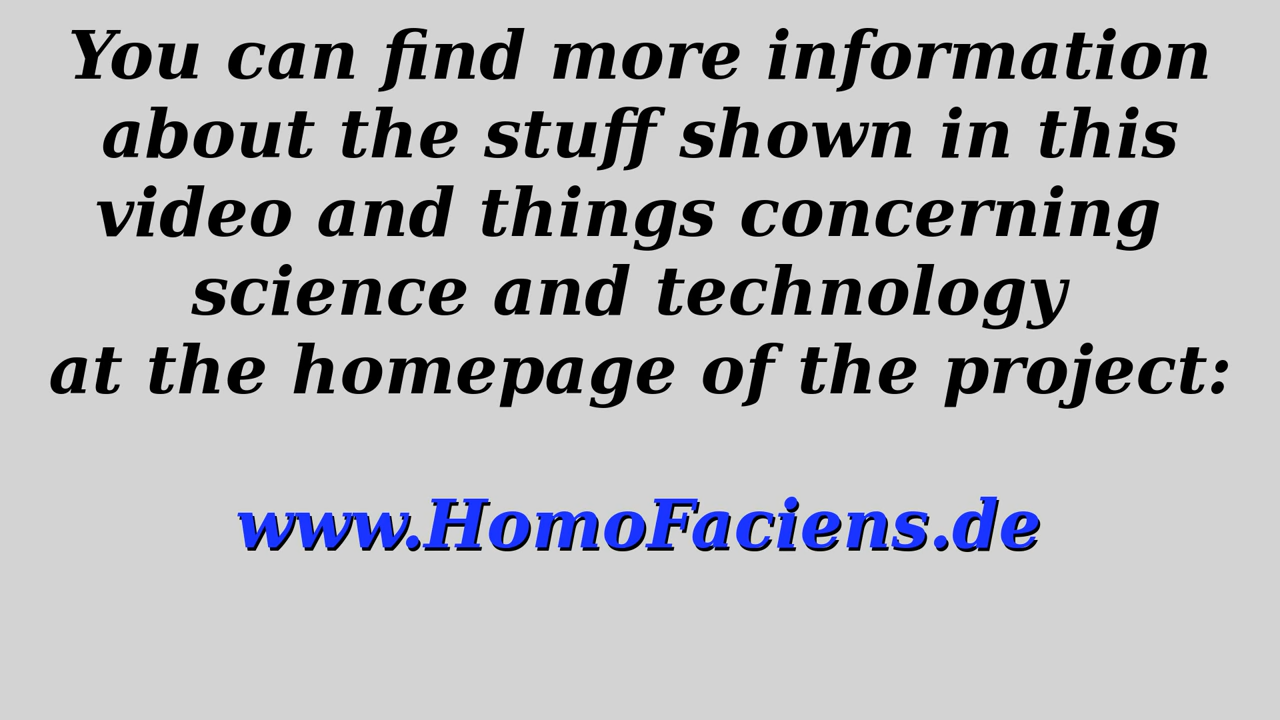 You can find more information
about the stuff shown in this
video and things concerning
science and technology
at the homepage of the project:
www.HomoFaciens.de